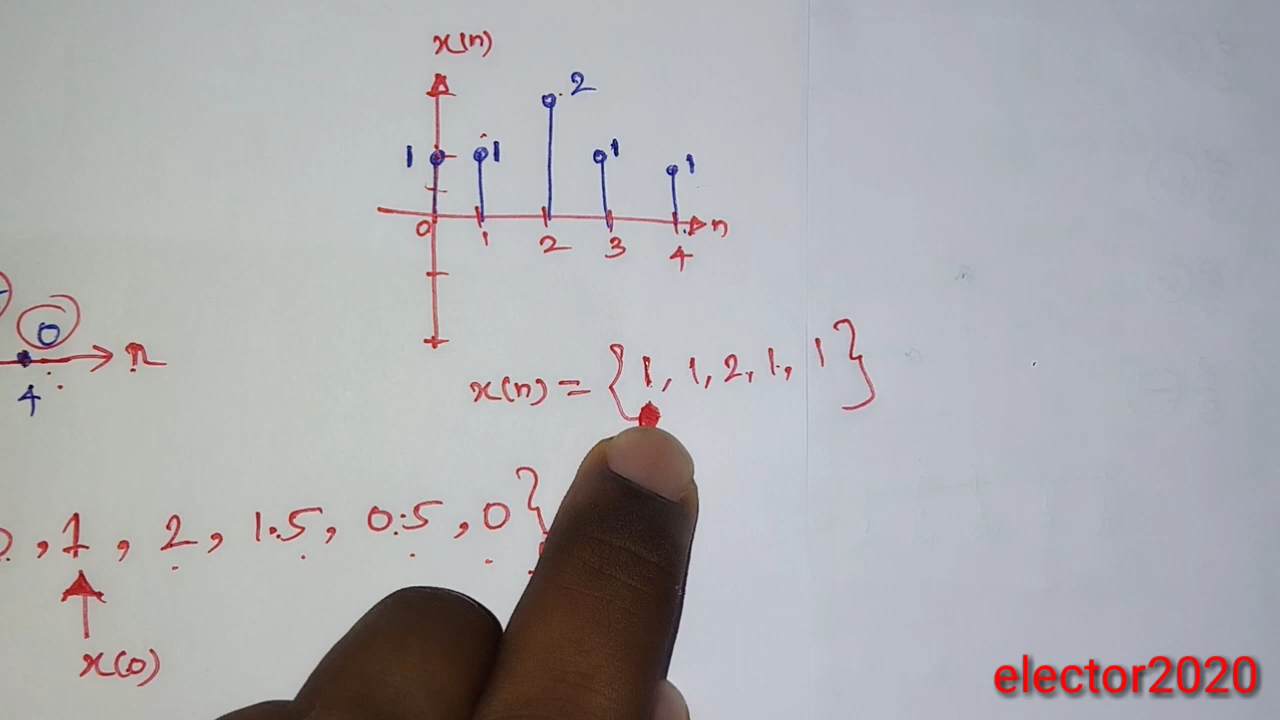 x(n)
2
1 1 1 1
0 1 2 3 4 n
0
n
4
x(n) = {1, 1, 2, 1, 1}
, 1, 2, 1.5, 0.5, 0}
x(0)
elector2020